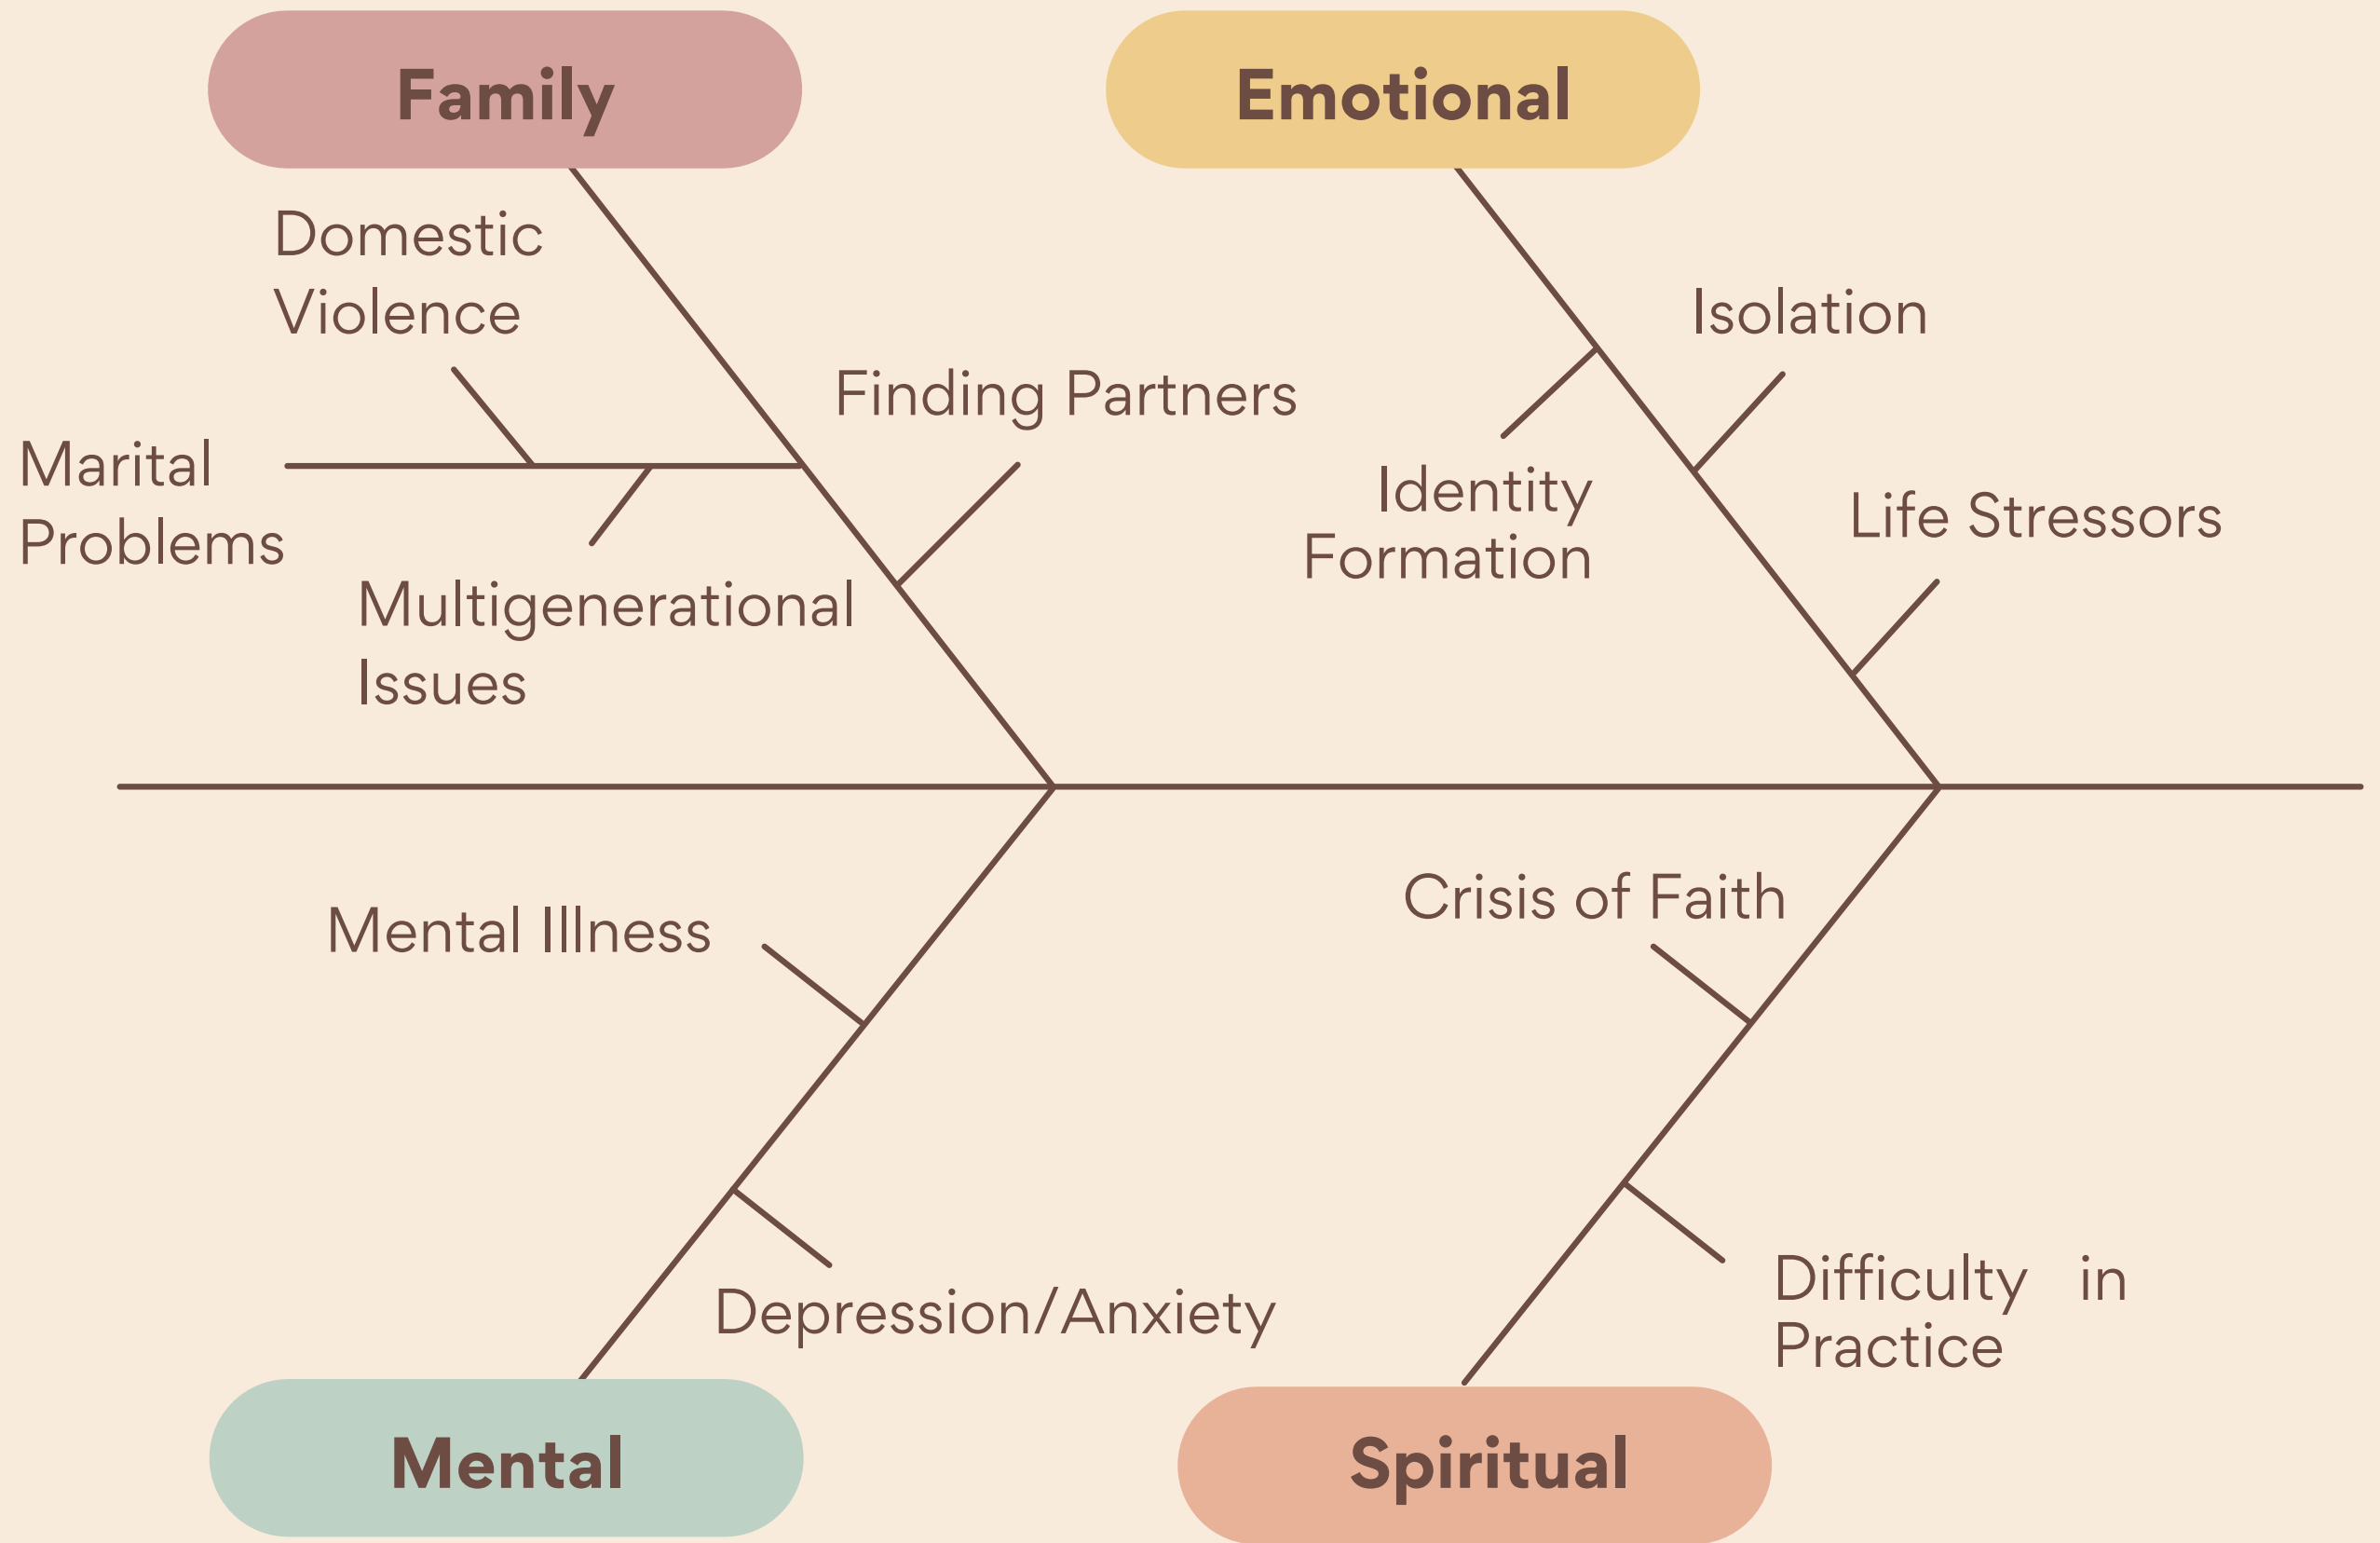 Family
Emotional
Domestic
Violence
Isolation
Finding Partners
Marital
Problems
Identity
Formation
Life Stressors
Multigenerational
Issues
Crisis of Faith
Mental Illness
Difficulty in
Practice
Depression/Anxiety
Mental
Spiritual